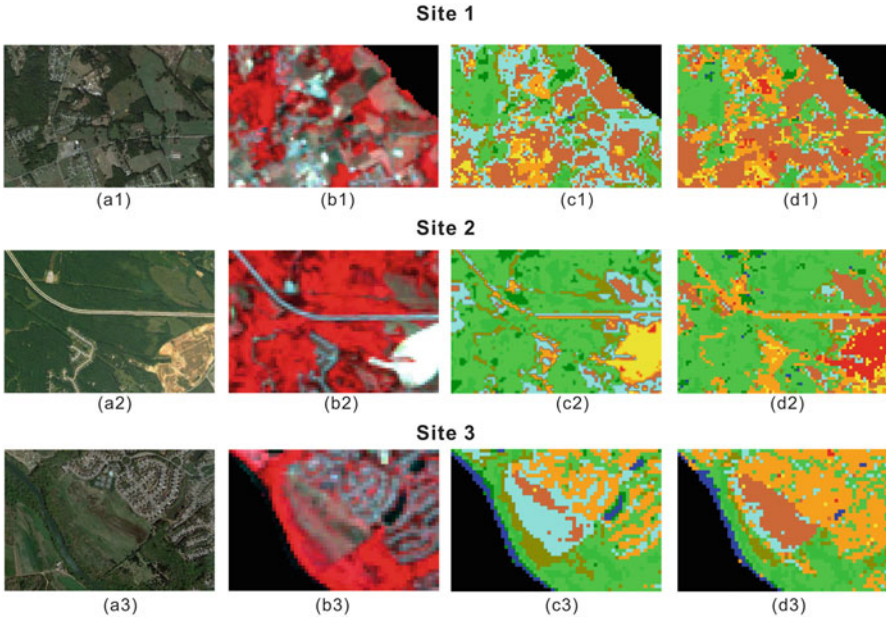 Site 1
(a1) (b1) (c1) (d1)
Site 2
(a2) (b2) (c2) (d2)
Site 3
(a3) (b3) (c3) (d3)